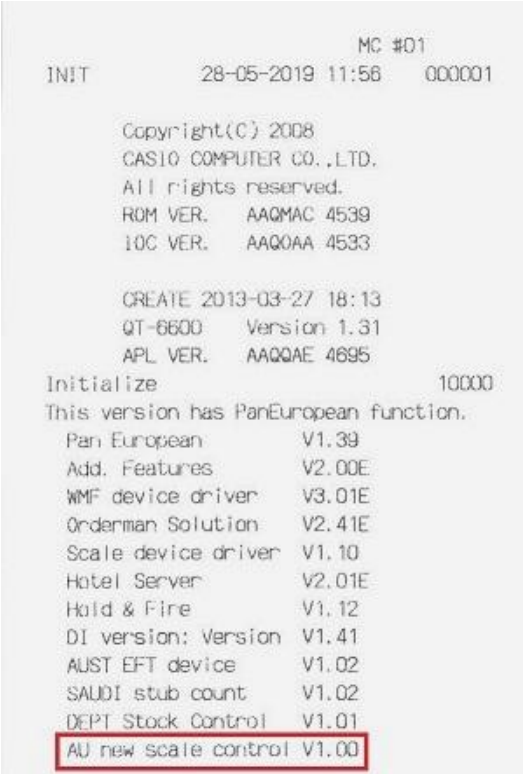 MC #01
INIT 28-05-2019 11:56 000001
Copyright(C) 2008
CASIO COMPUTER CO.,LTD.
All rights reserved.
ROM VER. AAQMAC 4539
IOC VER. AAQOAA 4533
CREATE 2013-03-27 18:13
QT-6600 Version 1.31
APL VER. AAQQAE 4695
Initialize 10000
This version has PanEuropean function.
Pan European V1.39
Add. Features V2.00E
WMF device driver V3.01E
Orderman Solution V2.41E
Scale device driver V1.10
Hotel Server V2.01E
Hold & Fire V1.12
DI version: Version V1.41
AUST EFT device V1.02
SAUDI stub count V1.02
DEPT Stock Control V1.01
AU new scale control V1.00